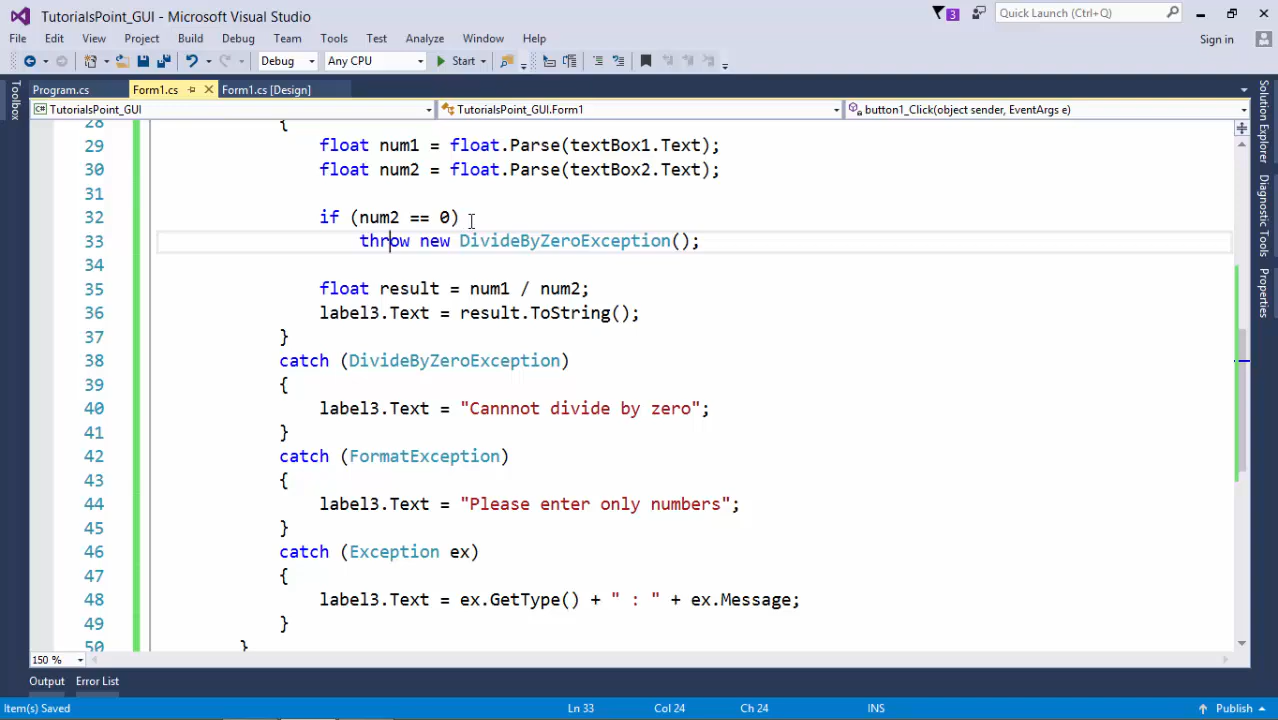 TutorialsPoint_GUI - Microsoft Visual Studio
3
Quick Launch (Ctrl+Q)
File Edit View Project Build Debug Team Tools Test Analyze Window Help
Sign in
Debug Any CPU Start
Program.cs Form1.cs Form1.cs [Design]
TutorialsPoint_GUI TutorialsPoint_GUI.Form1 button1_Click(object sender, EventArgs e)
Toolbox
Solution Explorer
Diagnostic Tools
Properties
28 {
29 float num1 = float.Parse(textBox1.Text);
30 float num2 = float.Parse(textBox2.Text);
31
32 if (num2 == 0)
33 throw new DivideByZeroException();
34
35 float result = num1 / num2;
36 label3.Text = result.ToString();
37 }
38 catch (DivideByZeroException)
39 {
40 label3.Text = "Cannnot divide by zero";
41 }
42 catch (FormatException)
43 {
44 label3.Text = "Please enter only numbers";
45 }
46 catch (Exception ex)
47 {
48 label3.Text = ex.GetType() + " : " + ex.Message;
49 }
50 }
150 %
Output Error List
Item(s) Saved Ln 33 Col 24 Ch 24 INS Publish